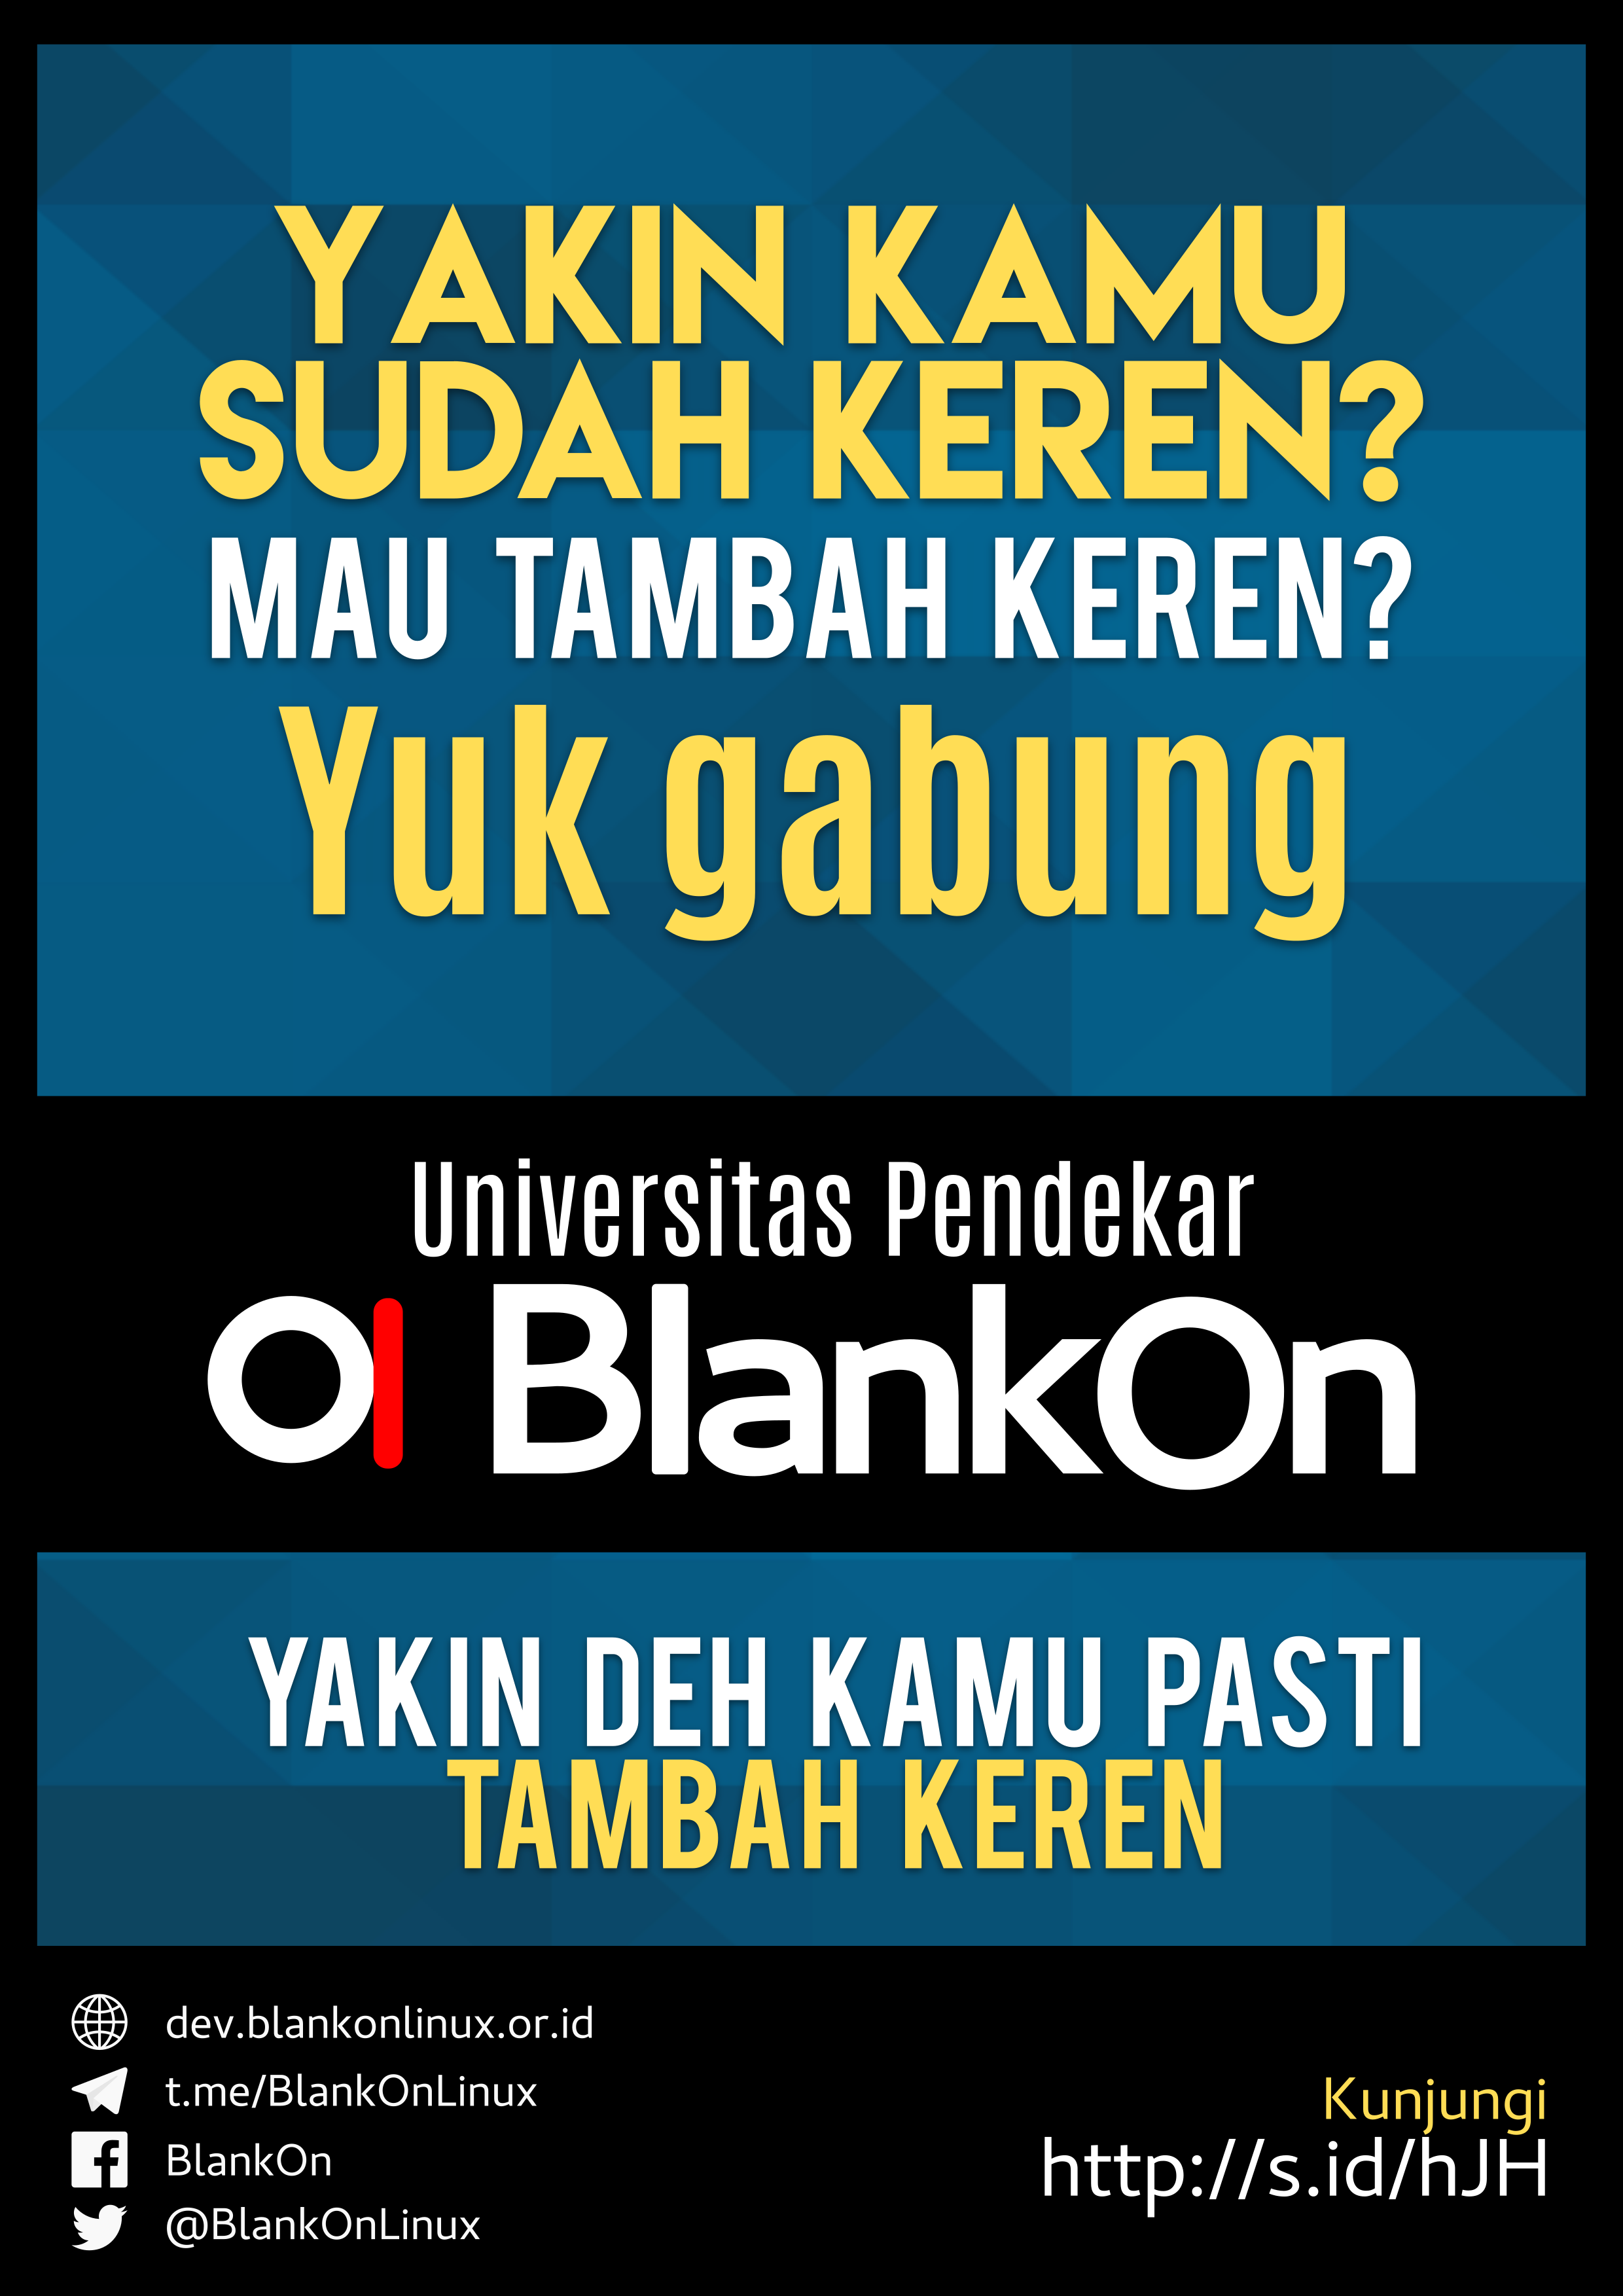 YAKIN KAMU
SUDAH KEREN?
MAU TAMBAH KEREN?
Yuk gabung
Universitas Pendekar
BlankOn
YAKIN DEH KAMU PASTI
TAMBAH KEREN
dev.blankonlinux.or.id
t.me/BlankOnLinux
BlankOn
@BlankOnLinux
Kunjungi
http://s.id/hJH